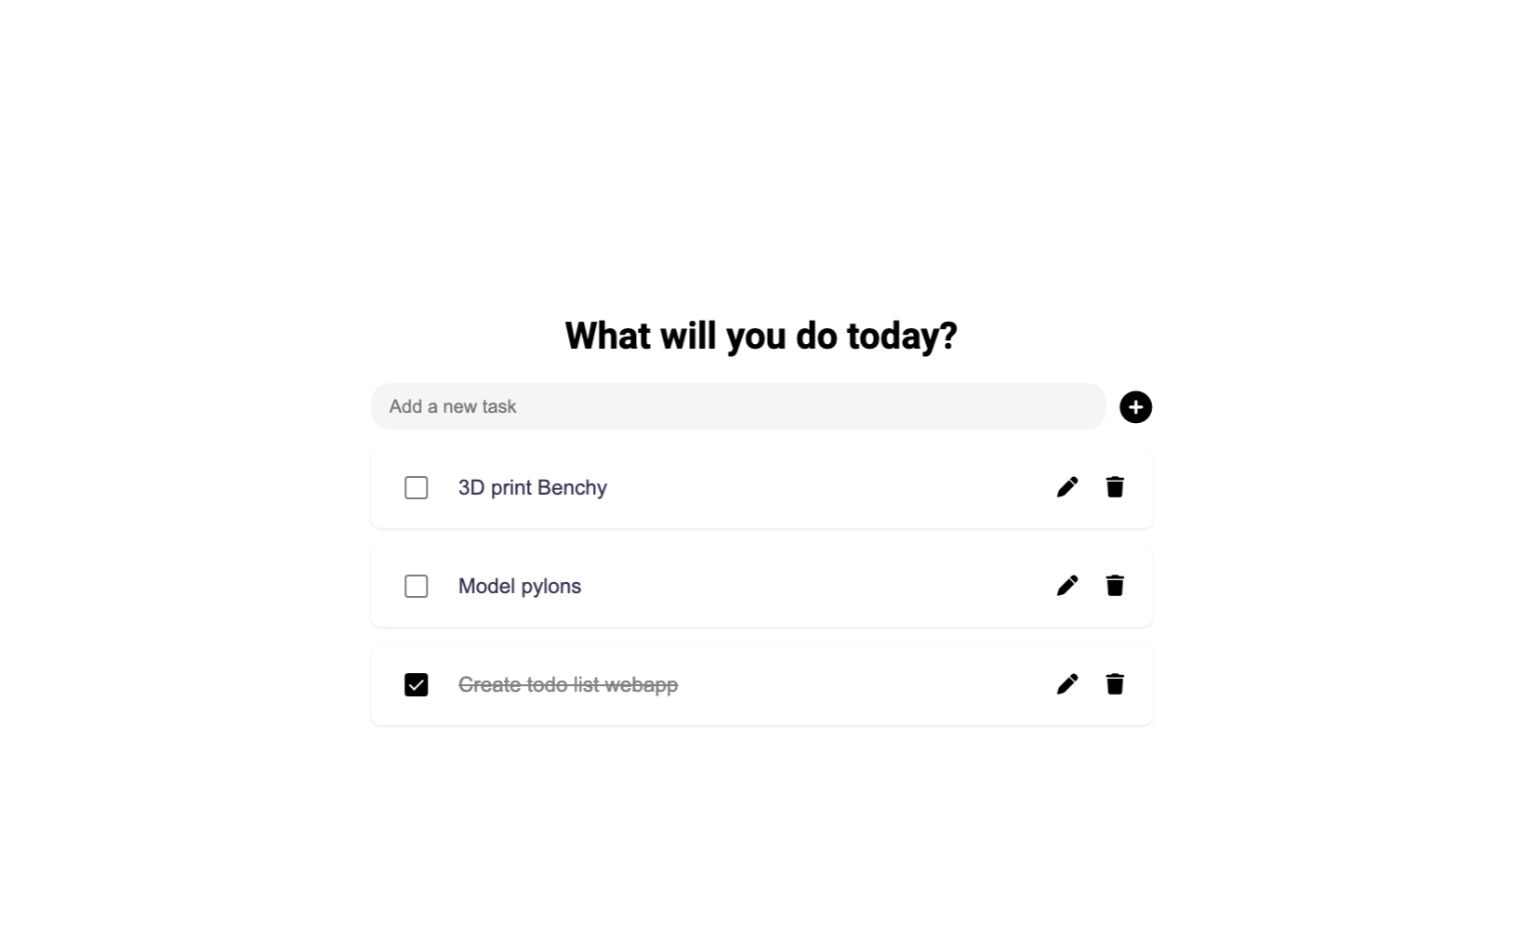 What will you do today?
Add a new task
3D print Benchy
Model pylons
Create todo list webapp